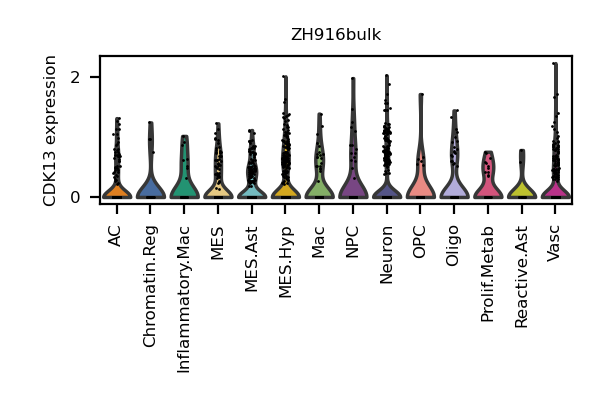 ZH916bulk
CDK13 expression
2
0
AC
Chromatin.Reg
Inflammatory.Mac
MES
MES.Ast
MES.Hyp
Mac
NPC
Neuron
OPC
Oligo
Prolif.Metab
Reactive.Ast
Vasc